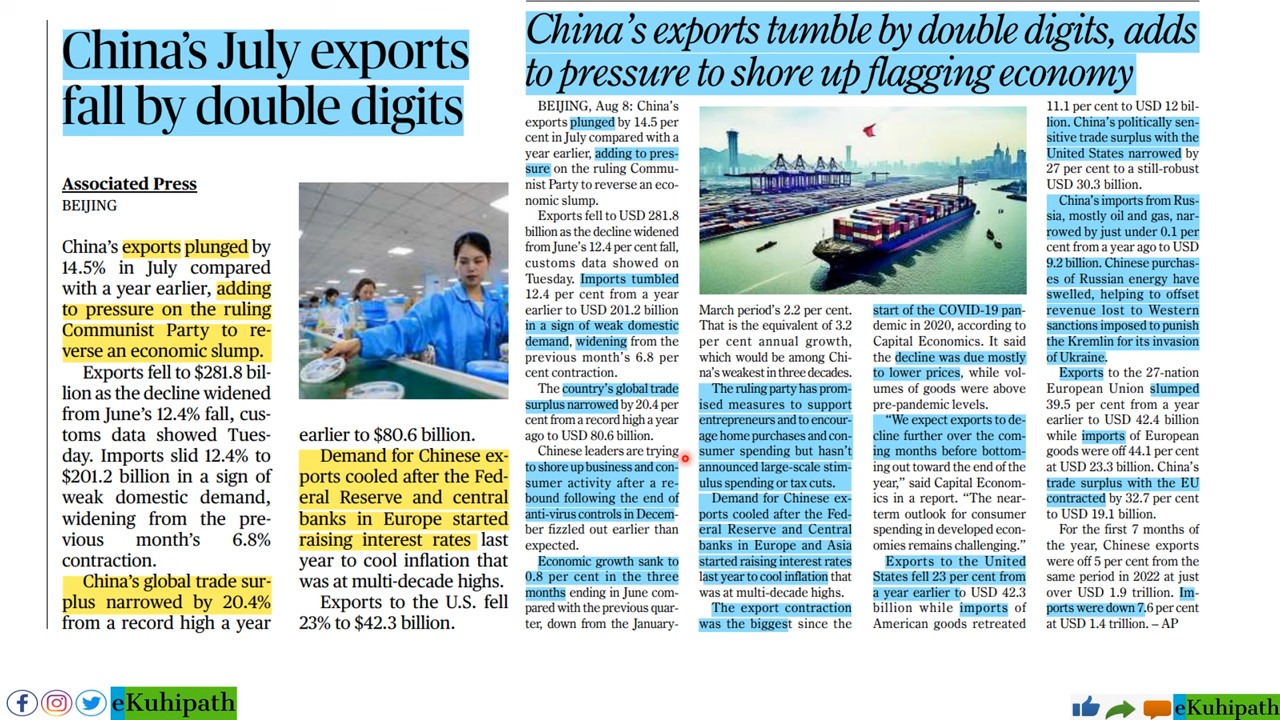 China's July exports
fall by double digits
Associated Press
BEIJING
China's exports plunged by
14.5% in July compared
with a year earlier, adding
to pressure on the ruling
Communist Party to re-
verse an economic slump.
Exports fell to $281.8 bil-
lion as the decline widened
from June's 12.4% fall, cus-
toms data showed Tues-
day. Imports slid 12.4% to
$201.2 billion in a sign of
weak domestic demand,
widening from the pre-
vious month's 6.8%
contraction.
China's global trade sur-
plus narrowed by 20.4%
from a record high a year
earlier to $80.6 billion.
Demand for Chinese ex-
ports cooled after the Fed-
eral Reserve and central
banks in Europe started
raising interest rates last
year to cool inflation that
was at multi-decade highs.
Exports to the U.S. fell
23% to $42.3 billion.
China's exports tumble by double digits, adds
to pressure to shore up flagging economy
BEIJING, Aug 8: China's
exports plunged by 14.5 per
cent in July compared with a
year earlier, adding to pres-
sure on the ruling Commu-
nist Party to reverse an eco-
nomic slump.
Exports fell to USD 281.8
billion as the decline widened
from June's 12.4 per cent fall,
customs data showed on
Tuesday. Imports tumbled
12.4 per cent from a year
earlier to USD 201.2 billion
in a sign of weak domestic
demand, widening from the
previous month's 6.8 per
cent contraction.
The country's global trade
surplus narrowed by 20.4 per
cent from a record high a year
ago to USD 80.6 billion.
Chinese leaders are trying
to shore up business and con-
sumer activity after a re-
bound following the end of
anti-virus controls in Decem-
ber fizzled out earlier than
expected.
Economic growth sank to
0.8 per cent in the three
months ending in June com-
pared with the previous quar-
ter, down from the January-
March period's 2.2 per cent.
That is the equivalent of 3.2
per cent annual growth,
which would be among Chi-
na's weakest in three decades.
The ruling party has prom-
ised measures to support
entrepreneurs and to encour-
age home purchases and con-
sumer spending but hasn't
announced large-scale stim-
ulus spending or tax cuts.
Demand for Chinese ex-
ports cooled after the Fed-
eral Reserve and Central
banks in Europe and Asia
started raising interest rates
last year to cool inflation that
was at multi-decade highs.
The export contraction
was the biggest since the
start of the COVID-19 pan-
demic in 2020, according to
Capital Economics. It said
the decline was due mostly
to lower prices, while vol-
umes of goods were above
pre-pandemic levels.
"We expect exports to de-
cline further over the com-
ing months before bottom-
ing out toward the end of the
year," said Capital Econom-
ics in a report. "The near-
term outlook for consumer
spending in developed econ-
omies remains challenging."
Exports to the United
States fell 23 per cent from
a year earlier to USD 42.3
billion while imports of
American goods retreated
11.1 per cent to USD 12 bil-
lion. China's politically sen-
sitive trade surplus with the
United States narrowed by
27 per cent to a still-robust
USD 30.3 billion.
China's imports from Rus-
sia, mostly oil and gas, nar-
rowed by just under 0.1 per
cent from a year ago to USD
9.2 billion. Chinese purchas-
es of Russian energy have
swelled, helping to offset
revenue lost to Western
sanctions imposed to punish
the Kremlin for its invasion
of Ukraine.
Exports to the 27-nation
European Union slumped
39.5 per cent from a year
earlier to USD 42.4 billion
while imports of European
goods were off 44.1 per cent
at USD 23.3 billion. China's
trade surplus with the EU
contracted by 32.7 per cent
to USD 19.1 billion.
For the first 7 months of
the year, Chinese exports
were off 5 per cent from the
same period in 2022 at just
over USD 1.9 trillion. Im-
ports were down 7.6 per cent
at USD 1.4 trillion. – AP
eKuhipath
eKuhipath